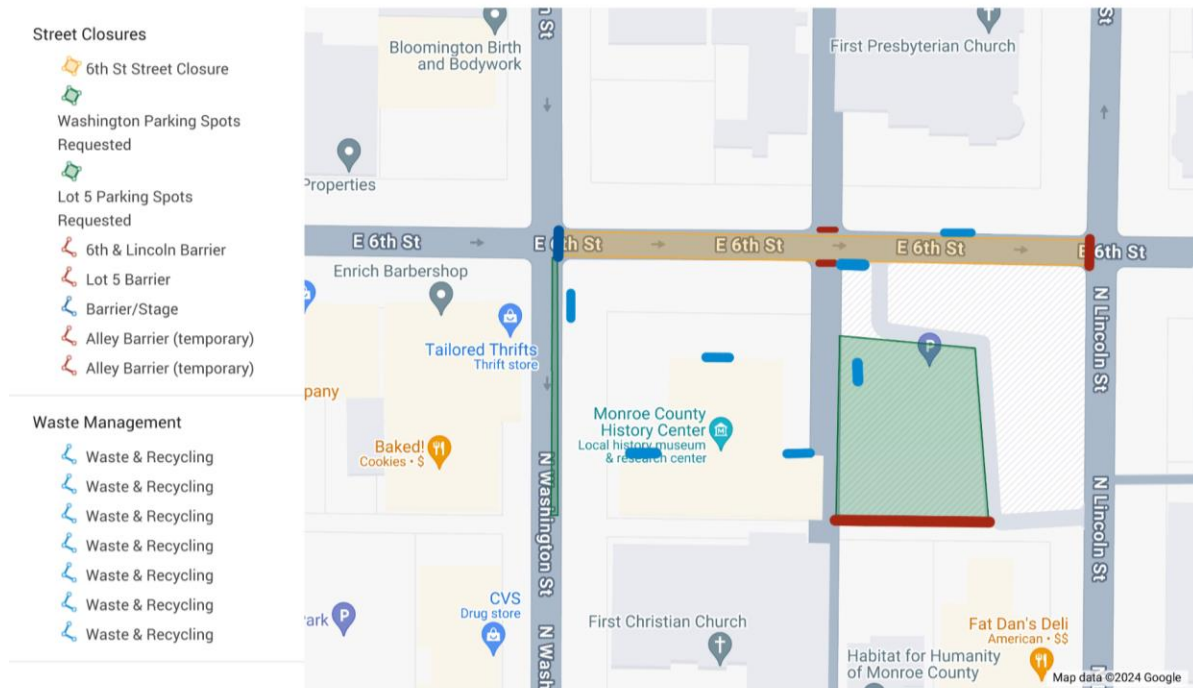 Street Closures
6th St Street Closure
Washington Parking Spots
Requested
Lot 5 Parking Spots
Requested
6th & Lincoln Barrier
Lot 5 Barrier
Barrier/Stage
Alley Barrier (temporary)
Alley Barrier (temporary)
Waste Management
Waste & Recycling
Waste & Recycling
Waste & Recycling
Waste & Recycling
Waste & Recycling
Waste & Recycling
Waste & Recycling
n St
St
Bloomington Birth
and Bodywork
First Presbyterian Church
Properties
E 6th St
E 6th St
E 6th St
E 6th St
E 6th St
Enrich Barbershop
Tailored Thrifts
Thrift store
pany
P
Monroe County
History Center
Local history museum
& research center
Baked!
Cookies • $
N Washington St
N Lincoln St
N Lincoln St
CVS
Drug store
ark
P
First Christian Church
N Wash
Fat Dan's Deli
American • $$
Habitat for Humanity
of Monroe County
N
Map data ©2024 Google